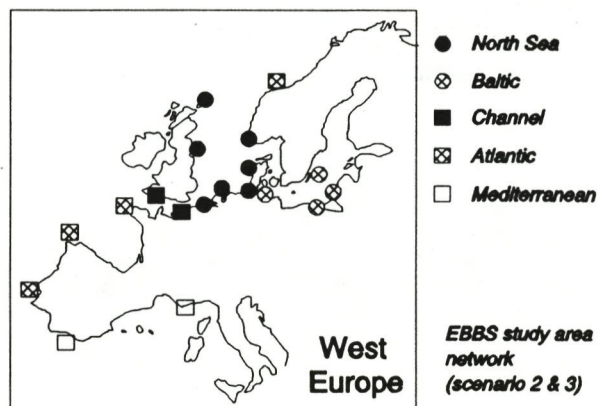 North Sea
Baltic
Channel
Atlantic
Mediterranean
West
Europe
EBBS study area
network
(scenario 2 & 3)